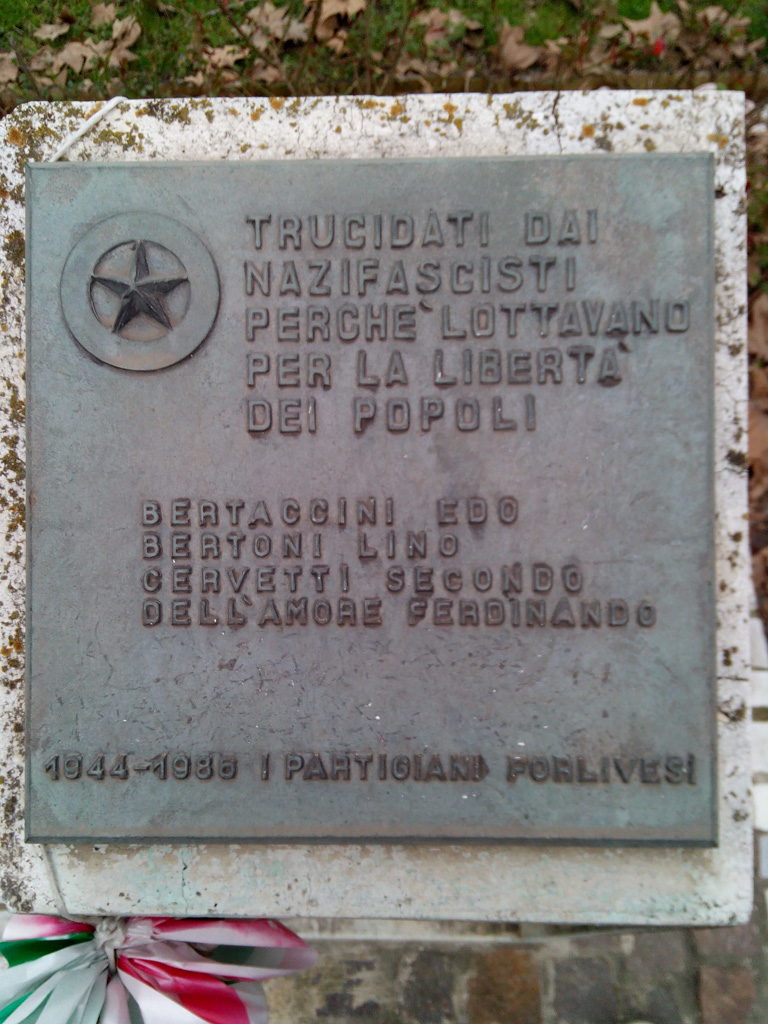 TRUCIDATI DAI
NAZIFASCISTI
PERCHE` LOTTAVANO
PER LA LIBERTA`
DEI POPOLI
BERTACCINI EDO
BERTONI LINO
CERVETTI SECONDO
DELL'AMORE FERDINANDO
1944-1986 I PARTIGIANI FORLIVESI